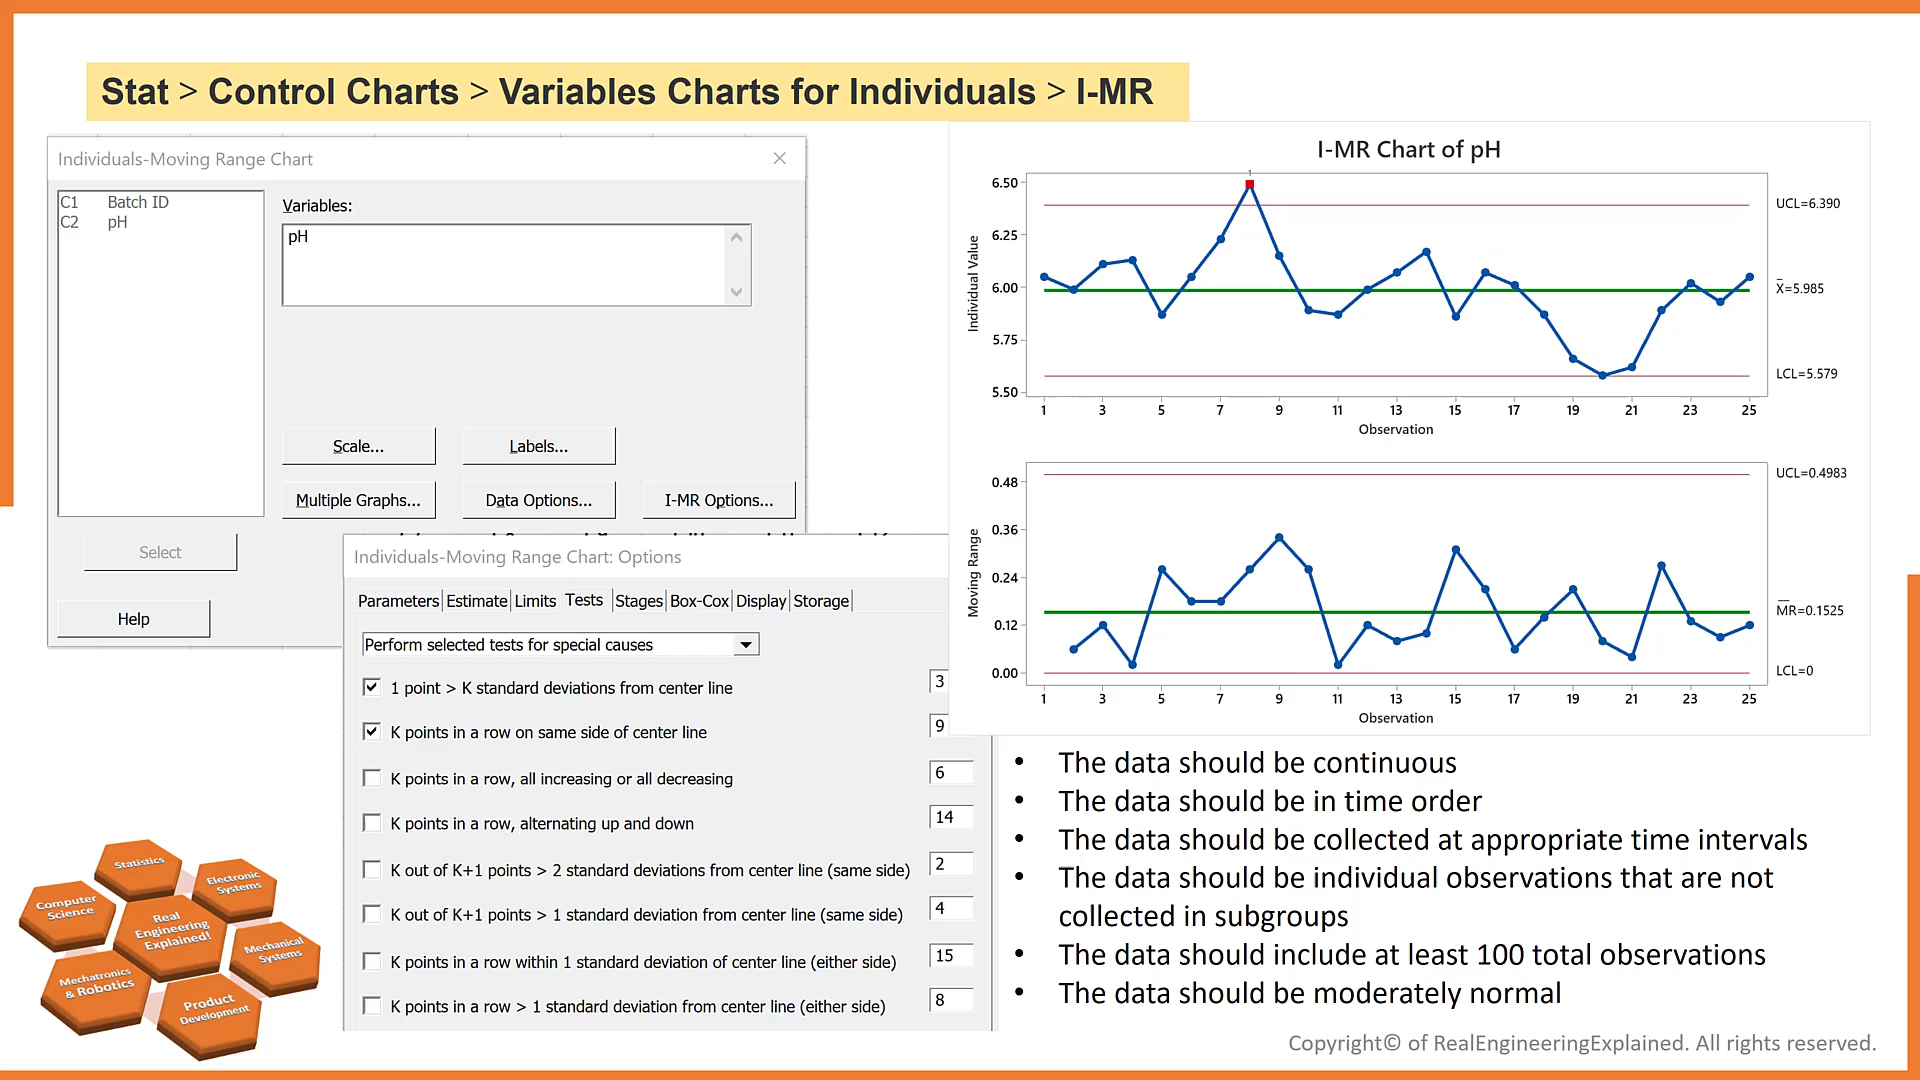 Stat > Control Charts > Variables Charts for Individuals > I-MR
Individuals-Moving Range Chart
C1 Batch ID
C2 pH
Variables:
pH
Scale...
Labels...
Multiple Graphs...
Data Options...
I-MR Options...
Select
Help
Individuals-Moving Range Chart: Options
Parameters Estimate Limits Tests Stages Box-Cox Display Storage
Perform selected tests for special causes
1 point > K standard deviations from center line 3
K points in a row on same side of center line 9
K points in a row, all increasing or all decreasing 6
K points in a row, alternating up and down 14
K out of K+1 points > 2 standard deviations from center line (same side) 2
K out of K+1 points > 1 standard deviation from center line (same side) 4
K points in a row within 1 standard deviation of center line (either side) 15
K points in a row > 1 standard deviation from center line (either side) 8
I-MR Chart of pH
1
6.50
6.25
6.00
5.75
5.50
Individual Value
UCL=6.390
X̄=5.985
LCL=5.579
1 3 5 7 9 11 13 15 17 19 21 23 25
Observation
0.48
0.36
0.24
0.12
0.00
Moving Range
UCL=0.4983
M̅R̅=0.1525
LCL=0
1 3 5 7 9 11 13 15 17 19 21 23 25
Observation
• The data should be continuous
• The data should be in time order
• The data should be collected at appropriate time intervals
• The data should be individual observations that are not
collected in subgroups
• The data should include at least 100 total observations
• The data should be moderately normal
Statistics
Electronic
Systems
Computer
Science
Real
Engineering
Explained!
Mechanical
Systems
Mechatronics
& Robotics
Product
Development
Copyright© of RealEngineeringExplained. All rights reserved.